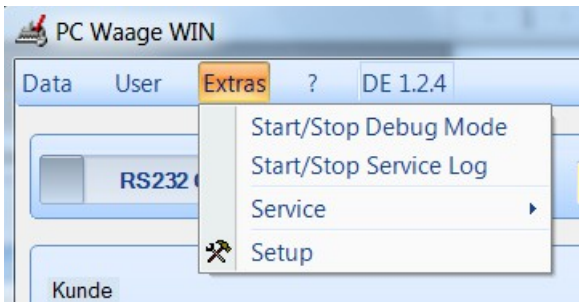 PC Waage WIN
Data User Extras ? DE 1.2.4
Start/Stop Debug Mode
Start/Stop Service Log
RS232
Service
Setup
Kunde